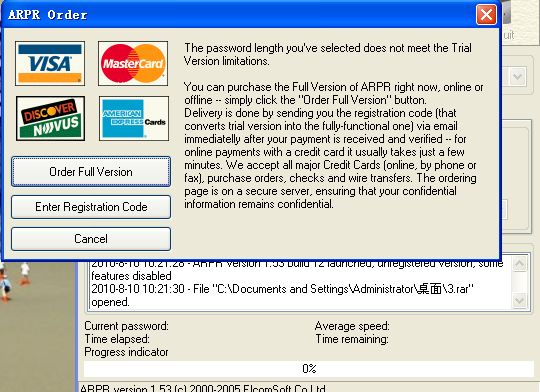 ARPR Order
VISA
MasterCard
DISCOVER
NOVUS
AMERICAN
EXPRESS
Cards
The password length you've selected does not meet the Trial
Version limitations.
You can purchase the Full Version of ARPR right now, online or
offline -- simply click the "Order Full Version" button.
Delivery is done by sending you the registration code (that
converts trial version into the fully-functional one) via email
immediatelly after your payment is received and verified -- for
online payments with a credit card it usually takes just a few
minutes. We accept all major Credit Cards (online, by phone or
fax), purchase orders, checks and wire transfers. The ordering
page is on a secure server, ensuring that your confidential
information remains confidential.
Order Full Version
Enter Registration Code
Cancel
uit
2010-8-10 10:21:28 - ARPR version 1.53 build 12 launched, unregistered version, some
features disabled
2010-8-10 10:21:30 - File "C:\Documents and Settings\Administrator\桌面\3.rar"
opened.
Current password:
Average speed:
Time elapsed:
Time remaining:
Progress indicator
0%
ARPR version 1.53 (c) 2000-2005 ElcomSoft Co.Ltd.